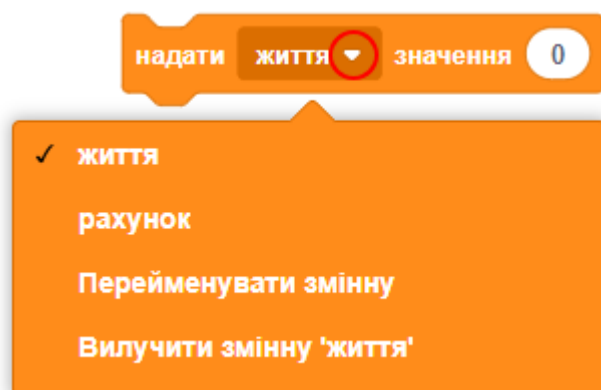 надати життя значення 0
життя
рахунок
Перейменувати змінну
Вилучити змінну 'життя'